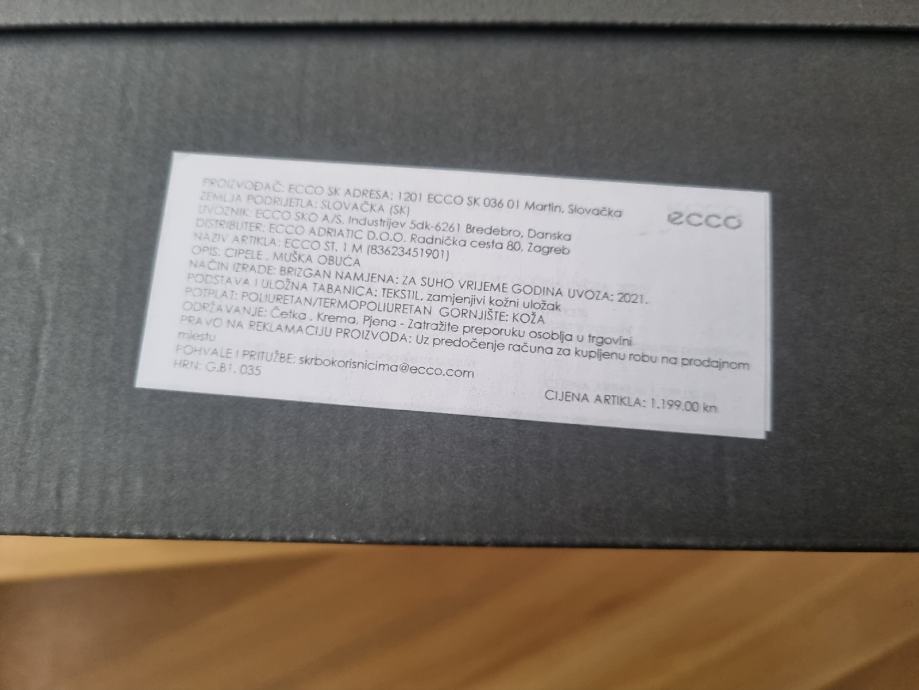 PROIZVOĐAČ: ECCO SK ADRESA: 1201 ECCO SK 036 01 Martin, Slovačka
ecco
ZEMLJA PODRIJETLA: SLOVAČKA (SK)
UVOZNIK: ECCO SKO A/S. Industrijev 5dk-6261 Bredebro, Danska
DISTRIBUTER: ECCO ADRIATIC D.O.O. Radnička cesta 80, Zagreb
NAZIV ARTIKLA: ECCO ST. 1 M (83623451901)
OPIS: CIPELE , MUŠKA OBUĆA
NAČIN IZRADE: BRIZGAN NAMJENA: ZA SUHO VRIJEME GODINA UVOZA: 2021.
PODSTAVA I ULOŽNA TABANICA: TEKSTIL, zamjenjivi kožni uložak
POTPLAT: POLIURETAN/TERMOPOLIURETAN GORNJIŠTE: KOŽA
ODRŽAVANJE: Četka , Krema, Pjena - Zatražite preporuku osoblja u trgovini
PRAVO NA REKLAMACIJU PROIZVODA: Uz predočenje računa za kupljenu robu na prodajnom
mjestu
POHVALE I PRITUŽBE: skrbokorisnicima@ecco.com
HRN: G.B1. 035
CIJENA ARTIKLA: 1.199.00 kn